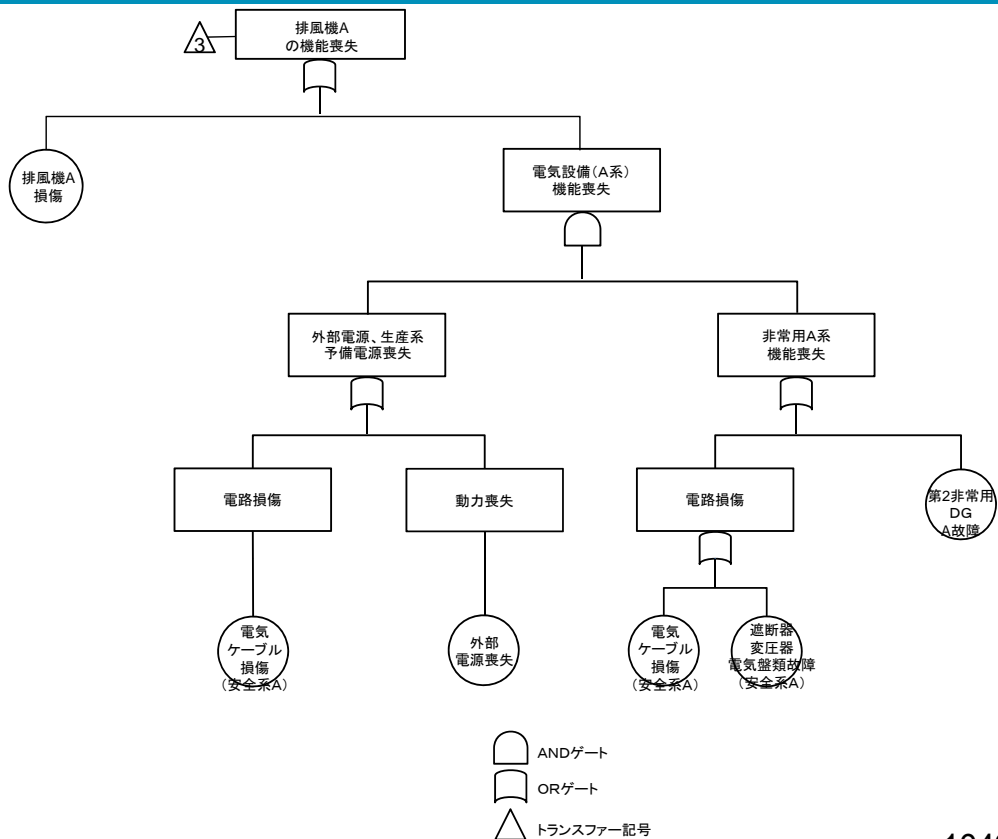 3
排風機A
の機能喪失
排風機A
損傷
電気設備(A系)
機能喪失
外部電源、生産系
予備電源喪失
非常用A系
機能喪失
電路損傷
動力喪失
電路損傷
第2非常用
DG
A故障
電気
ケーブル
損傷
(安全系A)
外部
電源喪失
電気
ケーブル
損傷
(安全系A)
遮断器
変圧器
電気盤類故障
(安全系A)
ANDゲート
ORゲート
トランスファー記号